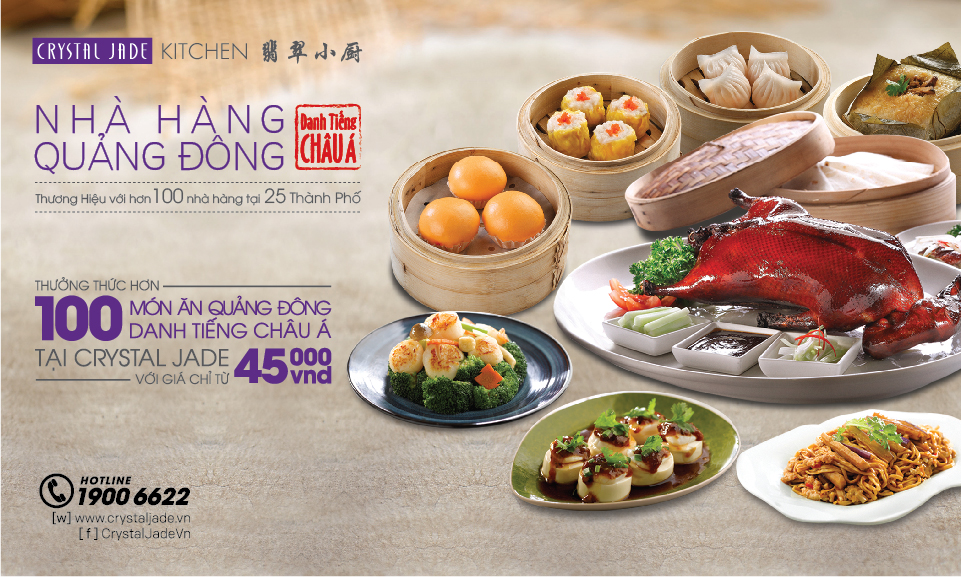 CRYSTAL JADE KITCHEN 翡翠小厨
NHÀ HÀNG
QUẢNG ĐÔNG
Danh Tiếng
CHÂU Á
Thương Hiệu với hơn 100 nhà hàng tại 25 Thành Phố
THƯỞNG THỨC HƠN
100 MÓN ĂN QUẢNG ĐÔNG
DANH TIẾNG CHÂU Á
TẠI CRYSTAL JADE
VỚI GIÁ CHỈ TỪ 45 000 vnđ
HOTLINE
1900 6622
[w] www.crystaljade.vn
[ f ] CrystalJadeVn